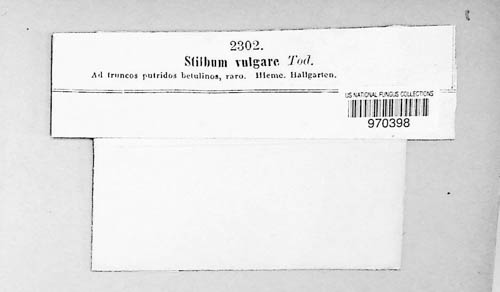 2302.
Stilbum vulgare Tod.
Ad truncos putridos betulinos, raro. Hieme. Hallgarten.
US NATIONAL FUNGUS COLLECTIONS
970398